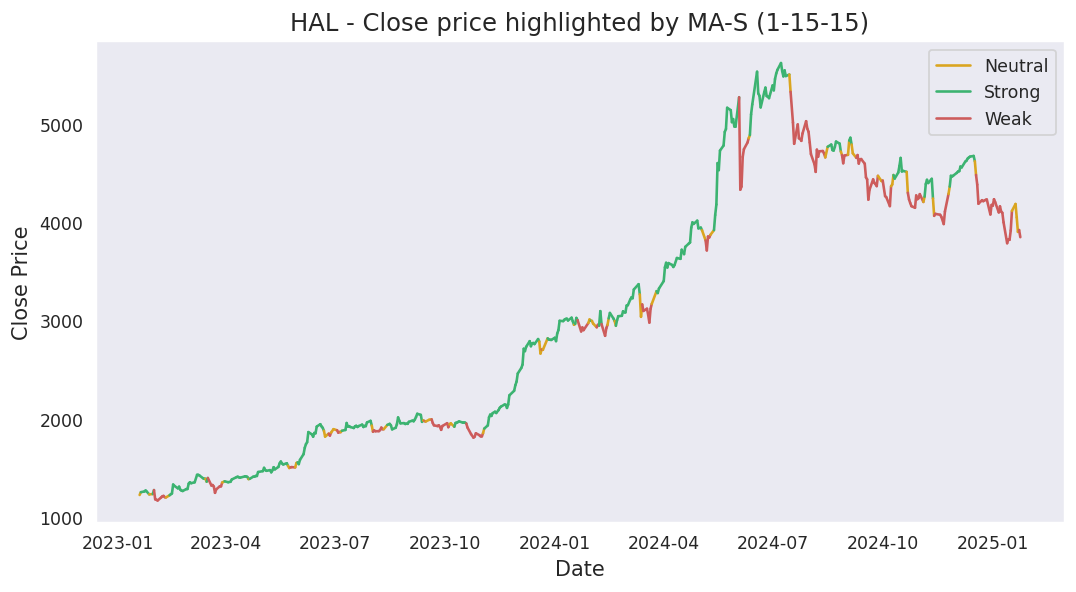 HAL - Close price highlighted by MA-S (1-15-15)
Neutral
Strong
Weak
Close Price
5000
4000
3000
2000
1000
2023-01 2023-04 2023-07 2023-10 2024-01 2024-04 2024-07 2024-10 2025-01
Date